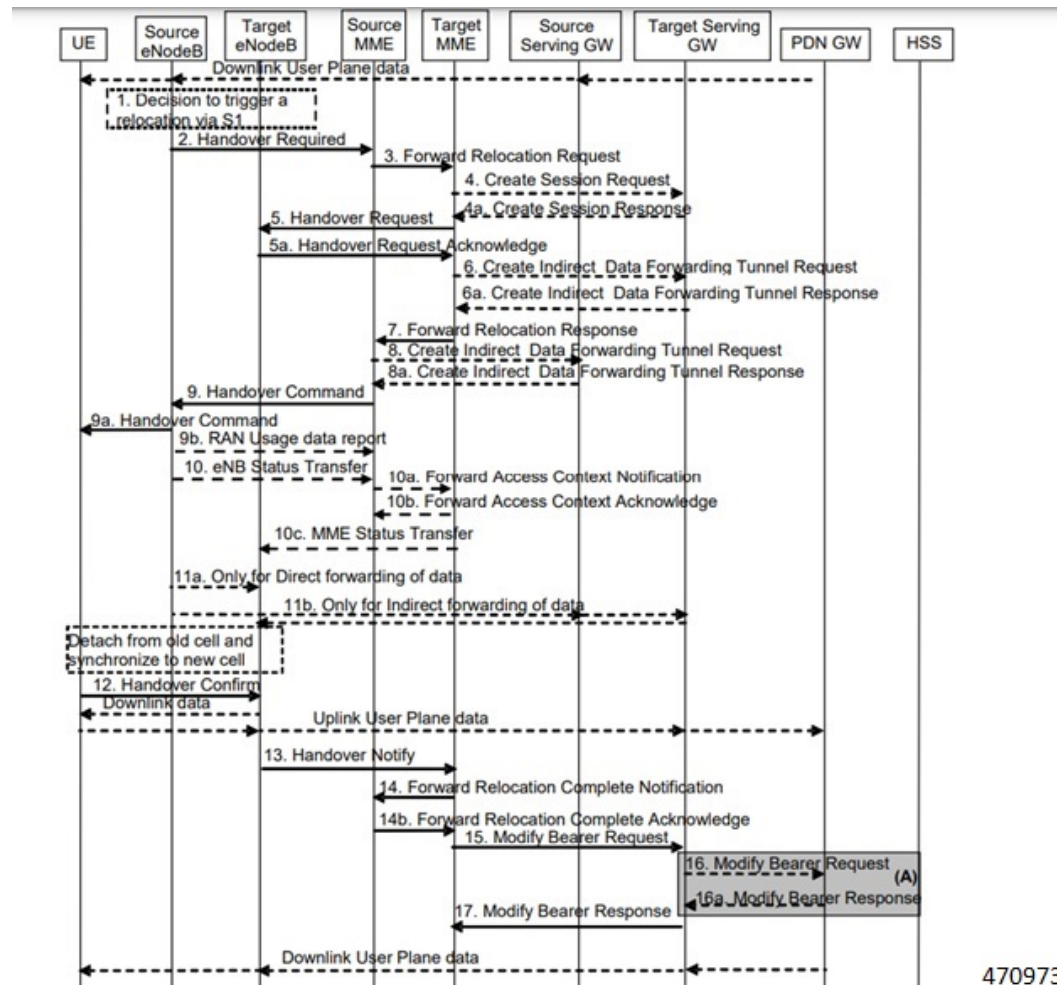 UE
Source
eNodeB
Target
eNodeB
Source
MME
Target
MME
Source
Serving GW
Target Serving
GW
PDN GW
HSS
Downlink User Plane data
1. Decision to trigger a
relocation via S1
2. Handover Required
3. Forward Relocation Request
4. Create Session Request
4a. Create Session Response
5. Handover Request
5a. Handover Request Acknowledge
6. Create Indirect Data Forwarding Tunnel Request
6a. Create Indirect Data Forwarding Tunnel Response
7. Forward Relocation Response
8. Create Indirect Data Forwarding Tunnel Request
8a. Create Indirect Data Forwarding Tunnel Response
9. Handover Command
9a. Handover Command
9b. RAN Usage data report
10. eNB Status Transfer
10a. Forward Access Context Notification
10b. Forward Access Context Acknowledge
10c. MME Status Transfer
11a. Only for Direct forwarding of data
11b. Only for Indirect forwarding of data
Detach from old cell and
synchronize to new cell
12. Handover Confirm
Downlink data
Uplink User Plane data
13. Handover Notify
14. Forward Relocation Complete Notification
14b. Forward Relocation Complete Acknowledge
15. Modify Bearer Request
16. Modify Bearer Request
(A)
16a. Modify Bearer Response
17. Modify Bearer Response
Downlink User Plane data
470973